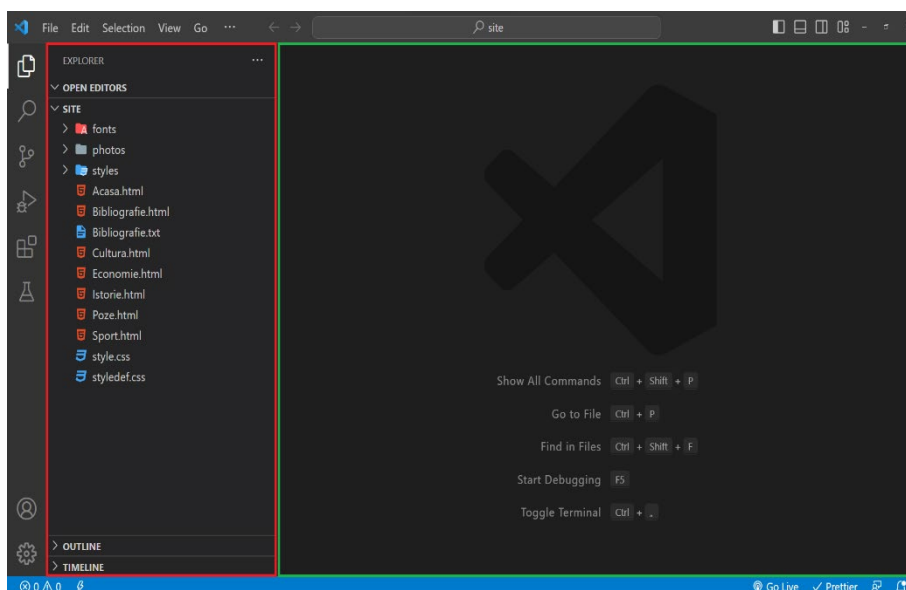 File Edit Selection View Go ··· site
EXPLORER ···
OPEN EDITORS
SITE
fonts
photos
styles
Acasa.html
Bibliografie.html
Bibliografie.txt
Cultura.html
Economie.html
Istorie.html
Poze.html
Sport.html
style.css
styledef.css
Show All Commands Ctrl + Shift + P
Go to File Ctrl + P
Find in Files Ctrl + Shift + F
Start Debugging F5
Toggle Terminal Ctrl +
OUTLINE
TIMELINE
0 0 Go Live Prettier